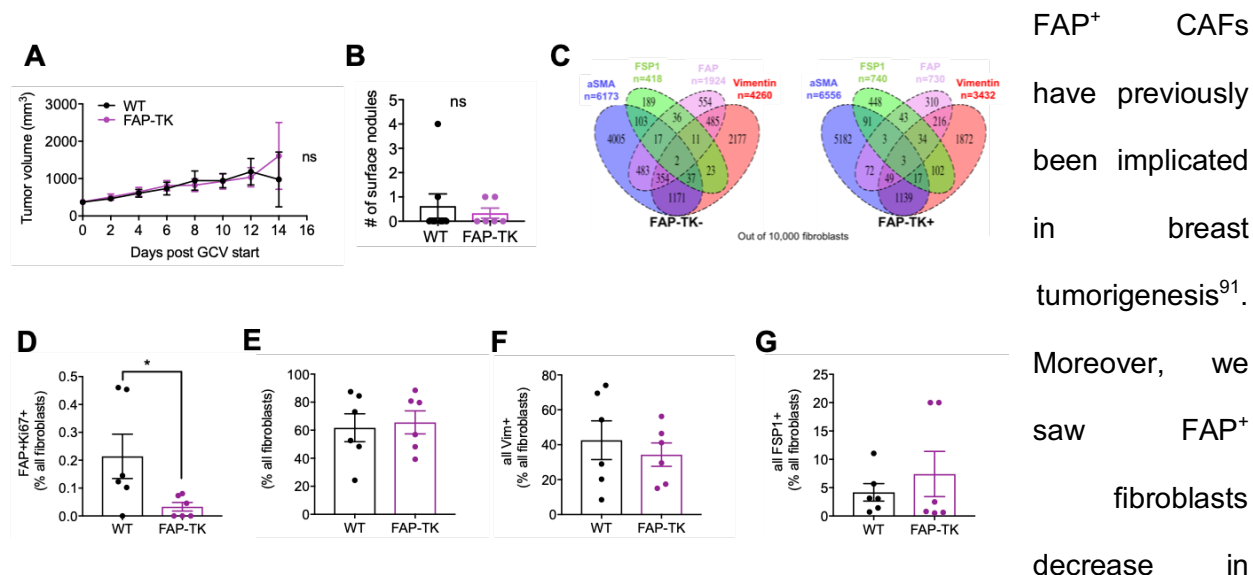 A
Tumor volume (mm³)
3000
2000
1000
0
WT
FAP-TK
ns
0 2 4 6 8 10 12 14 16
Days post GCV start
B
# of surface nodules
5
4
3
2
1
0
ns
WT FAP-TK
C
FSP1 FAP
n=418 n=1924
aSMA Vimentin
n=6173 n=4260
189 554
103 36 485
4005 17 11 2177
2
483 354 37 23
1171
FAP-TK-
FSP1 FAP
n=740 n=730
aSMA Vimentin
n=6556 n=3432
448 310
91 43 216
5182 3 34 1872
3
72 49 17 102
1139
FAP-TK+
Out of 10,000 fibroblasts
D
FAP+Ki67+
(% all fibroblasts)
0.5
0.4
0.3
0.2
0.1
0.0
*
WT FAP-TK
E
(% all fibroblasts)
100
80
60
40
20
0
WT FAP-TK
F
all Vim+
(% all fibroblasts)
80
60
40
20
0
WT FAP-TK
G
all FSP1+
(% all fibroblasts)
25
20
15
10
5
0
WT FAP-TK
FAP⁺ CAFs
have previously
been implicated
in breast
tumorigenesis⁹¹.
Moreover, we
saw FAP⁺
fibroblasts
decrease in